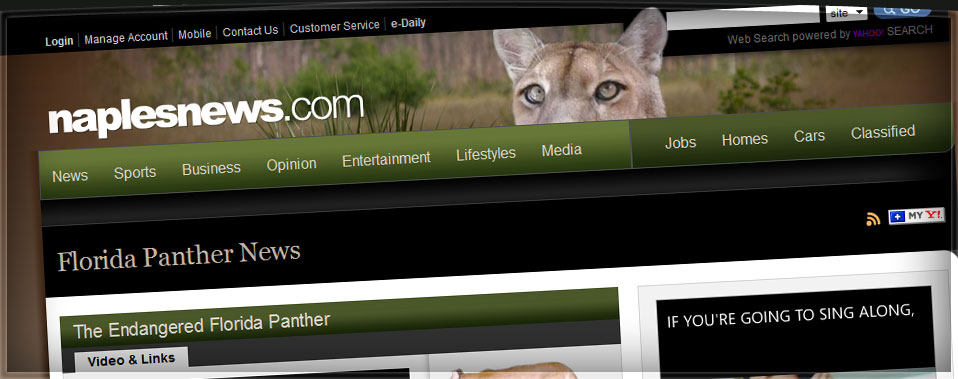 Login Manage Account Mobile Contact Us Customer Service e-Daily
site GO
Web Search powered by YAHOO! SEARCH
naplesnews.com
News Sports Business Opinion Entertainment Lifestyles Media Jobs Homes Cars Classified
MY Y!
Florida Panther News
The Endangered Florida Panther
IF YOU'RE GOING TO SING ALONG,
Video & Links